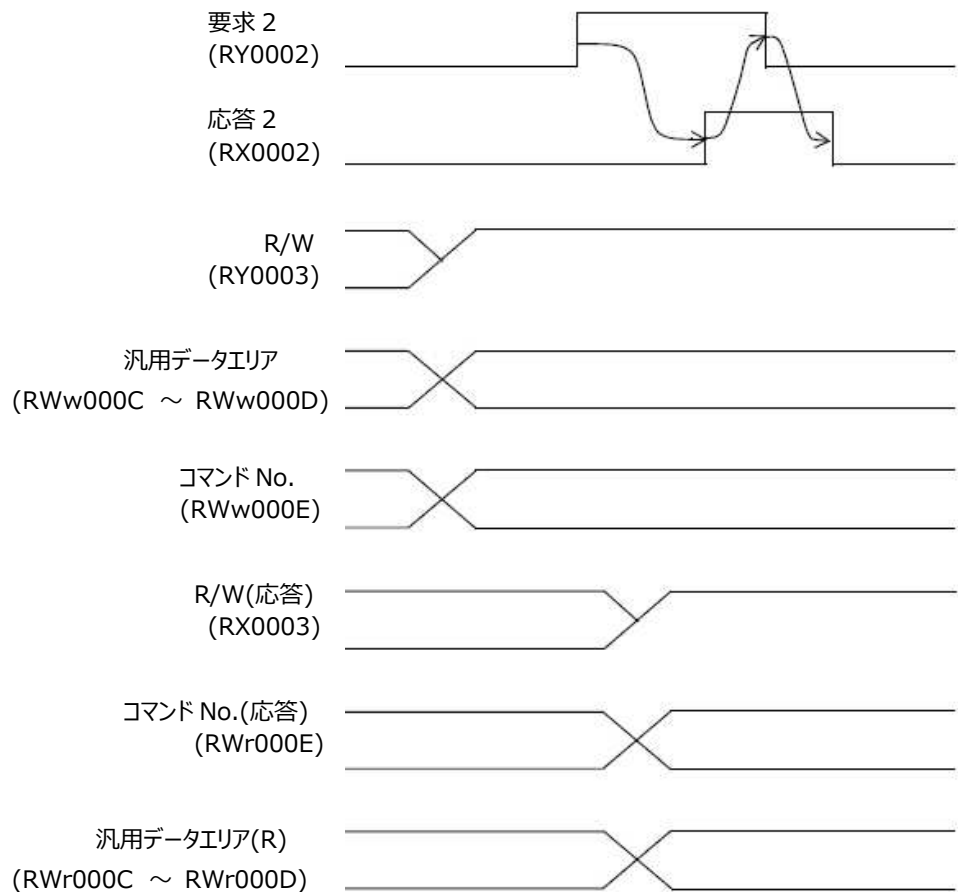 要求 2
(RY0002)
応答 2
(RX0002)
R/W
(RY0003)
汎用データエリア
(RWw000C ～ RWw000D)
コマンド No.
(RWw000E)
R/W(応答)
(RX0003)
コマンド No.(応答)
(RWr000E)
汎用データエリア(R)
(RWr000C ～ RWr000D)